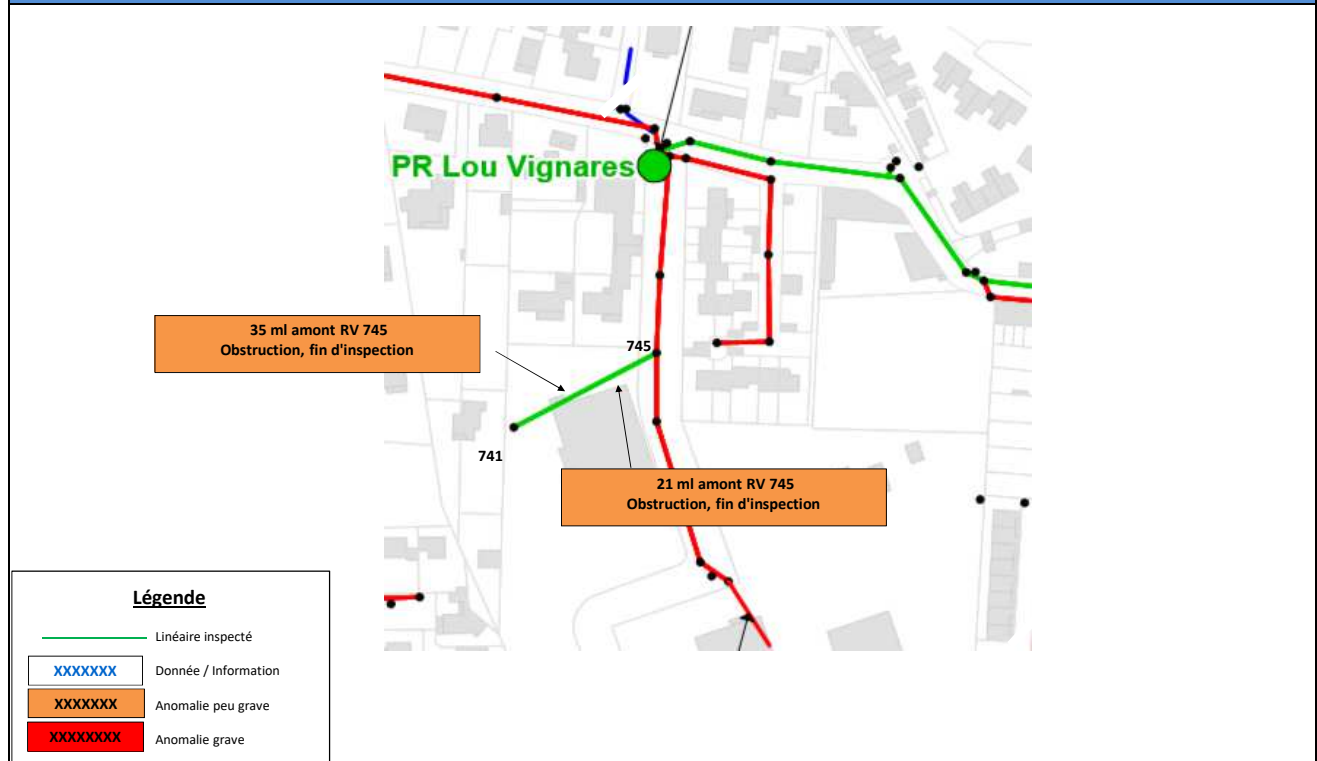 PR Lou Vignares
35 ml amont RV 745
Obstruction, fin d'inspection
745
741
21 ml amont RV 745
Obstruction, fin d'inspection
Légende
Linéaire inspecté
XXXXXXX Donnée / Information
XXXXXXX Anomalie peu grave
XXXXXXXX Anomalie grave